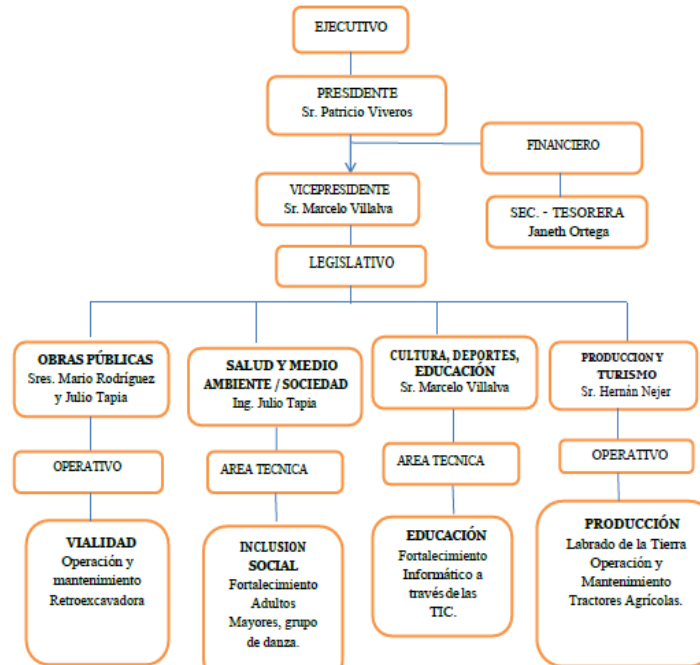 EJECUTIVO
PRESIDENTE
Sr. Patricio Viveros
FINANCIERO
VICEPRESIDENTE
Sr. Marcelo Villalva
SEC. - TESORERA
Janeth Ortega
LEGISLATIVO
OBRAS PÚBLICAS
Sres. Mario Rodríguez
y Julio Tapia
SALUD Y MEDIO
AMBIENTE / SOCIEDAD
Ing. Julio Tapia
CULTURA, DEPORTES,
EDUCACIÓN
Sr. Marcelo Villalva
PRODUCCION Y
TURISMO
Sr. Hernán Nejer
OPERATIVO
AREA TECNICA
AREA TECNICA
OPERATIVO
VIALIDAD
Operación y
mantenimiento
Retroexcavadora
INCLUSION
SOCIAL
Fortalecimiento
Adultos
Mayores, grupo
de danza.
EDUCACIÓN
Fortalecimiento
Informático a
través de las
TIC.
PRODUCCIÓN
Labrado de la Tierra
Operación y
Mantenimiento
Tractores Agrícolas.